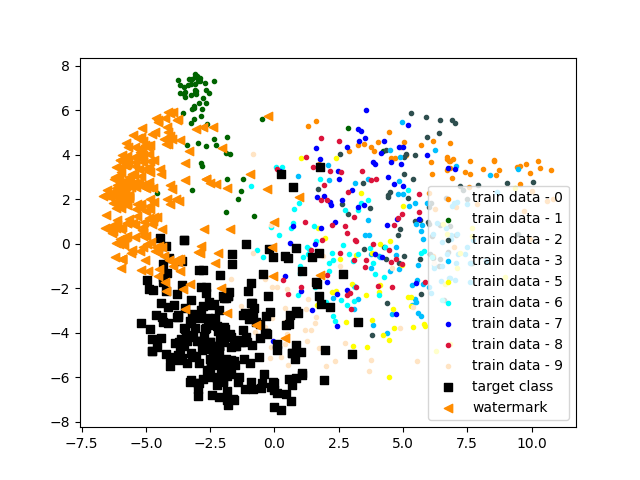 8
6
4
2
0
−2
−4
−6
−8
−7.5 −5.0 −2.5 0.0 2.5 5.0 7.5 10.0
train data - 0
train data - 1
train data - 2
train data - 3
train data - 5
train data - 6
train data - 7
train data - 8
train data - 9
target class
watermark